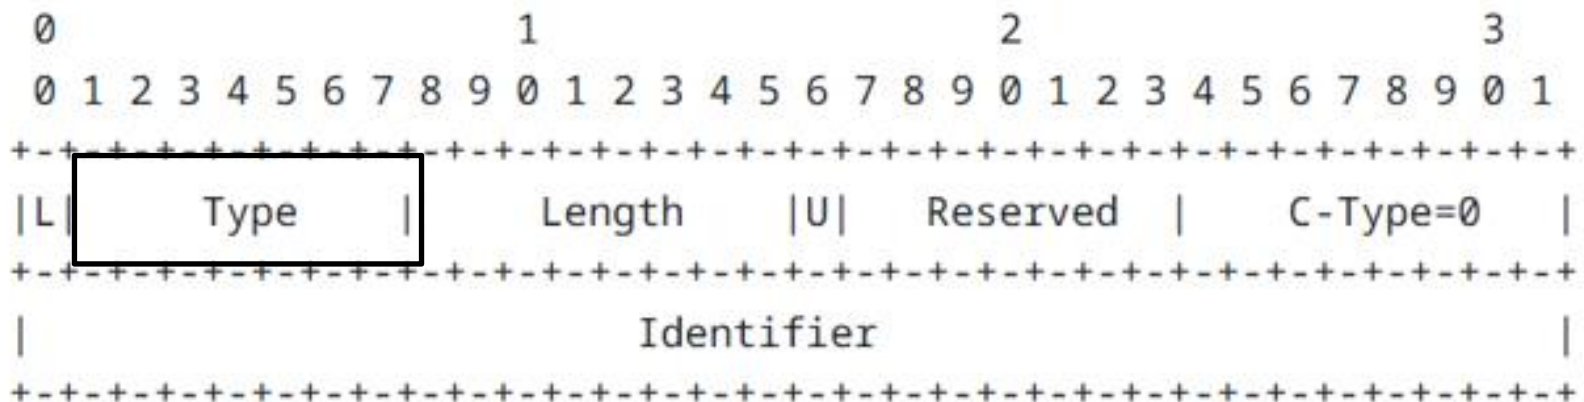 0                   1                   2                   3
0 1 2 3 4 5 6 7 8 9 0 1 2 3 4 5 6 7 8 9 0 1 2 3 4 5 6 7 8 9 0 1
+-+-+-+-+-+-+-+-+-+-+-+-+-+-+-+-+-+-+-+-+-+-+-+-+-+-+-+-+-+-+-+-+
|L|     Type    |     Length    |U|   Reserved  |    C-Type=0   |
+-+-+-+-+-+-+-+-+-+-+-+-+-+-+-+-+-+-+-+-+-+-+-+-+-+-+-+-+-+-+-+-+
|                         Identifier                            |
+-+-+-+-+-+-+-+-+-+-+-+-+-+-+-+-+-+-+-+-+-+-+-+-+-+-+-+-+-+-+-+-+